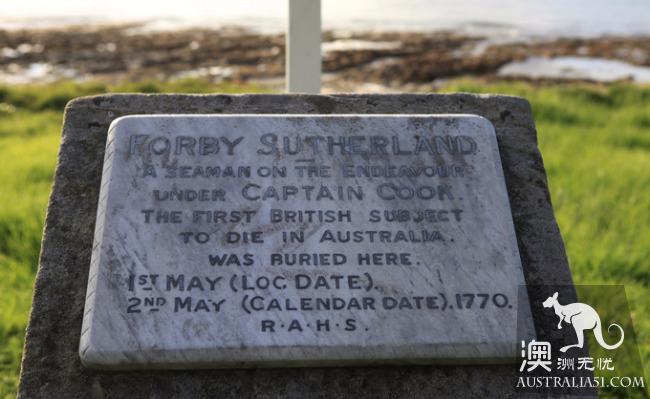 FORBY SUTHERLAND
A SEAMAN ON THE ENDEAVOUR
UNDER CAPTAIN COOK.
THE FIRST BRITISH SUBJECT
TO DIE IN AUSTRALIA.
WAS BURIED HERE.
1ST MAY (LOG DATE).
2ND MAY (CALENDAR DATE).1770.
R·A·H·S.
澳洲无忧
AUSTRALIA51.COM